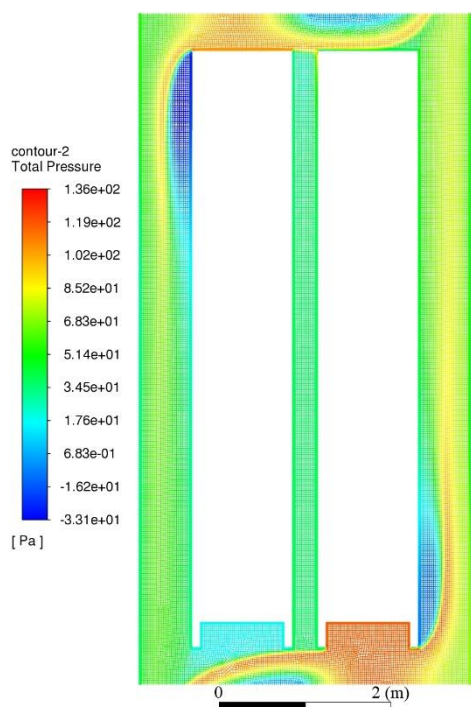 contour-2
Total Pressure
1.36e+02
1.19e+02
1.02e+02
8.52e+01
6.83e+01
5.14e+01
3.45e+01
1.76e+01
6.83e-01
-1.62e+01
-3.31e+01
[ Pa ]
0 2 (m)